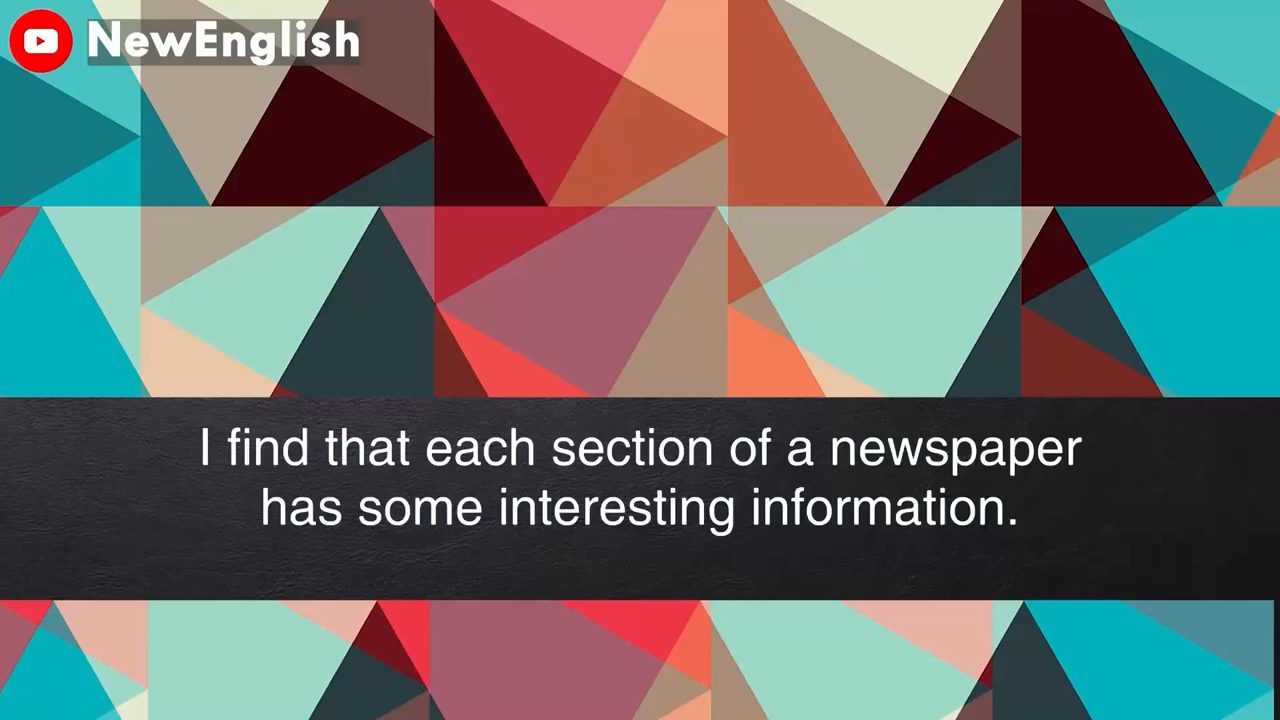 NewEnglish
I find that each section of a newspaper
has some interesting information.